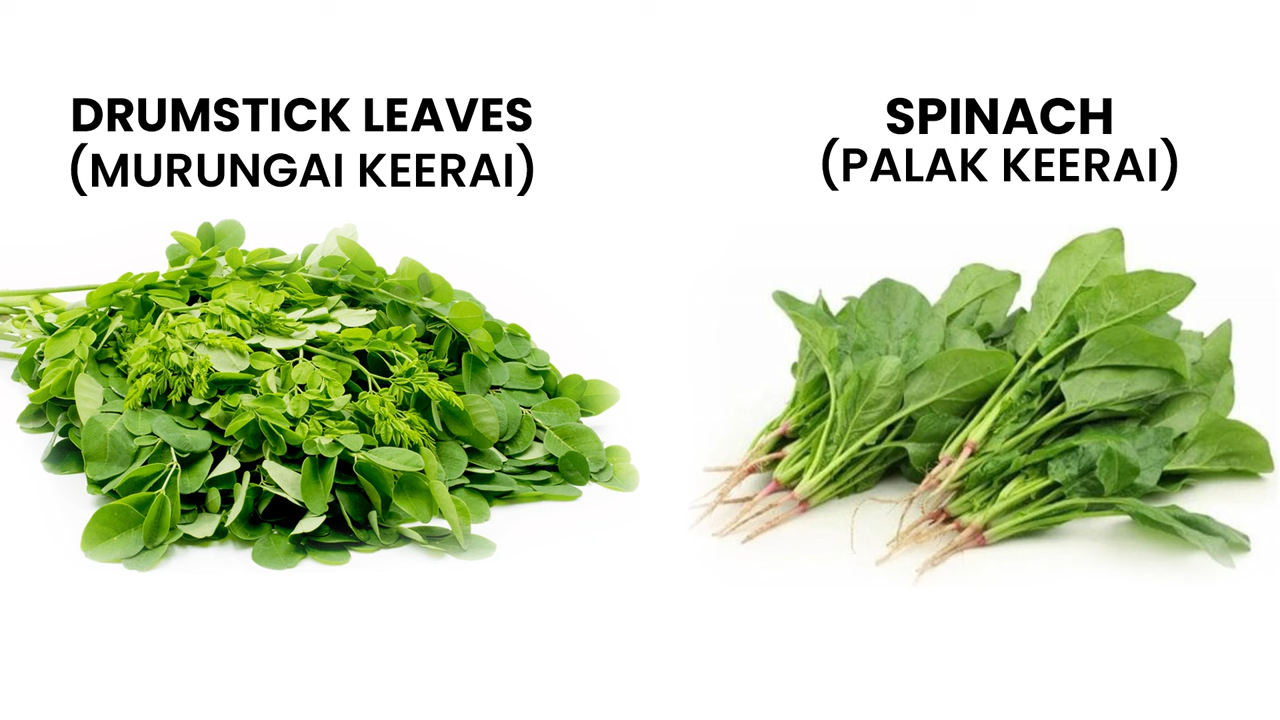 DRUMSTICK LEAVES
(MURUNGAI KEERAI)
SPINACH
(PALAK KEERAI)